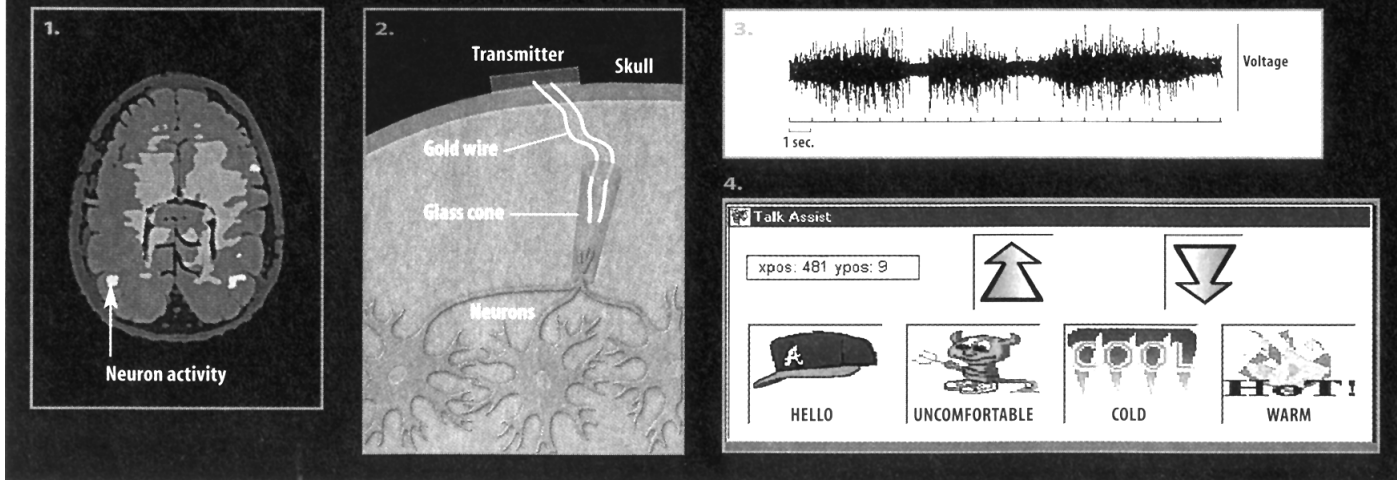 1.
Neuron activity
2.
Transmitter
Skull
Gold wire
Glass cone
Neurons
3.
Voltage
1 sec.
4.
Talk Assist
xpos: 481 ypos: 9
A
COOL
HoT!
HELLO
UNCOMFORTABLE
COLD
WARM